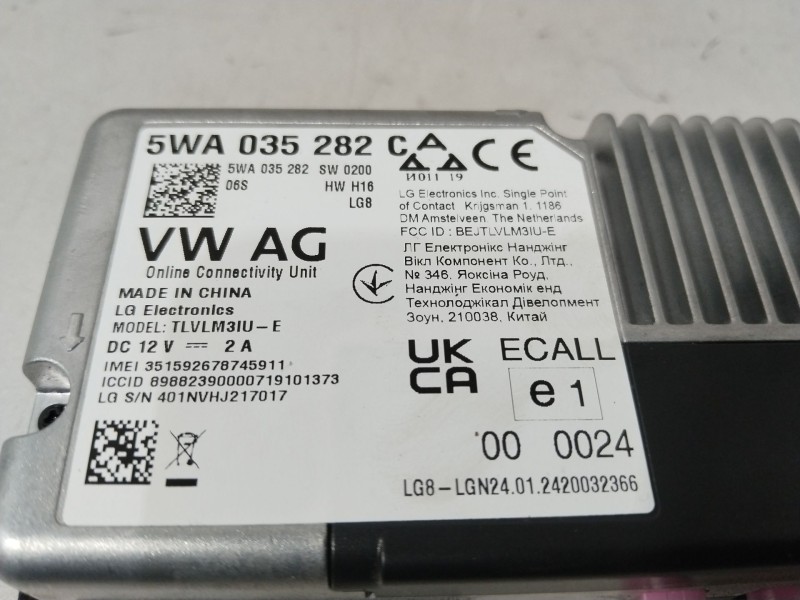 5WA 035 282 C
5WA 035 282 SW 0200
06S HW H16
LG8
И011 19
VW AG
Online Connectivity Unit
MADE IN CHINA
LG Electronics
MODEL: TLVLM3IU-E
DC 12 V 2 A
IMEI 351592678745911
ICCID 89882390000719101373
LG S/N 401NVHJ217017
CE
LG Electronics Inc. Single Point
of Contact Krijgsman 1, 1186
DM Amstelveen, The Netherlands
FCC ID : BEJTLVLM3IU-E
ЛГ Електронікс Нанджінг
Вікл Компонент Ко., Лтд.,
№ 346, Яоксіна Роуд,
Нанджінг Економік енд
Технолоджікал Дівелопмент
Зоун, 210038, Китай
UK
CA
ECALL
e 1
00 0024
LG8-LGN24.01.2420032366